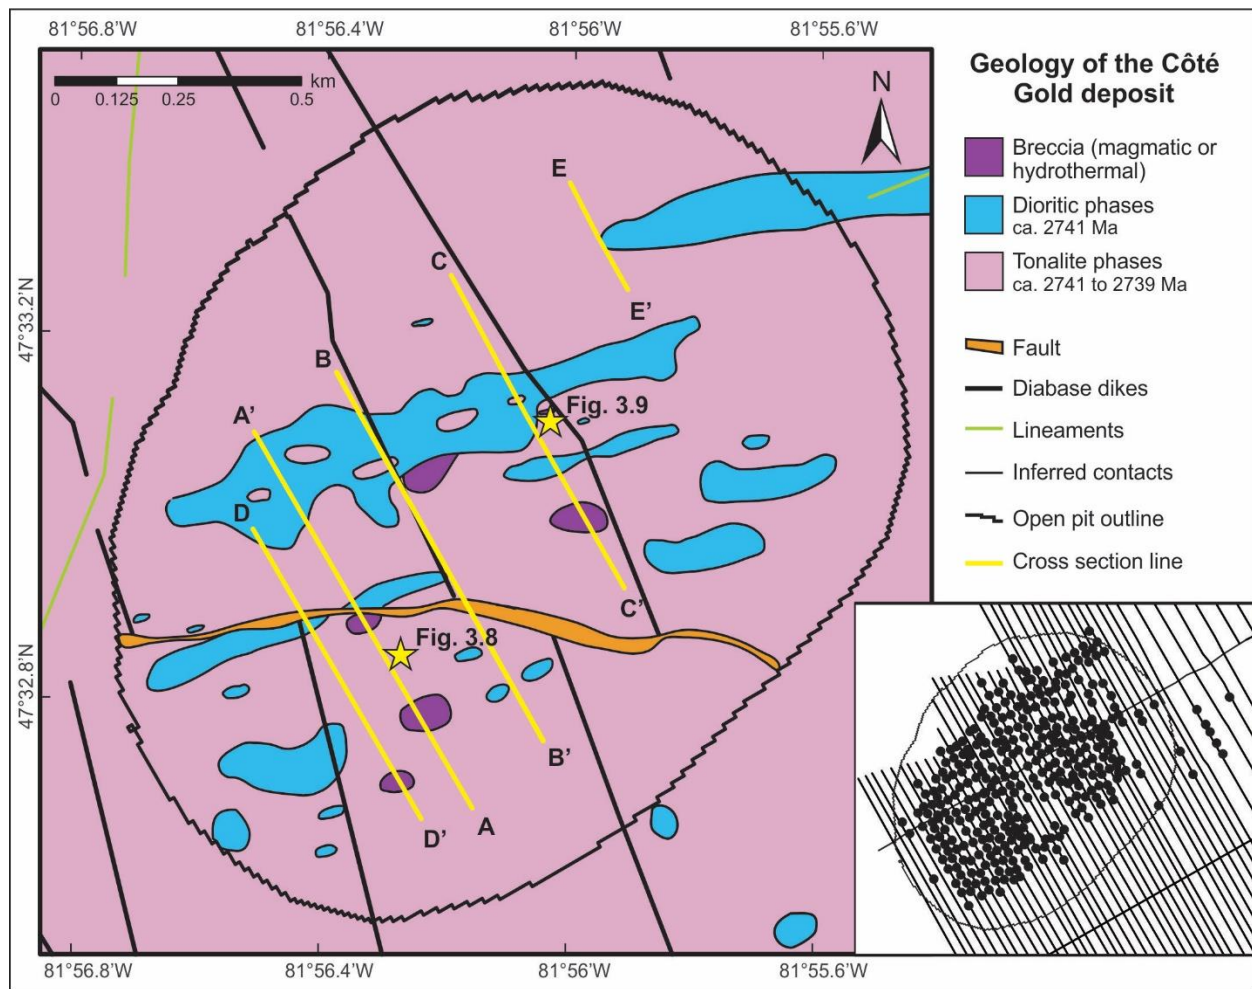 81°56.8'W
81°56.4'W
81°56'W
81°55.6'W
km
0
0.125
0.25
0.5
N
Geology of the Côté
Gold deposit
Breccia (magmatic or
hydrothermal)
Dioritic phases
ca. 2741 Ma
Tonalite phases
ca. 2741 to 2739 Ma
Fault
Diabase dikes
Lineaments
Inferred contacts
Open pit outline
Cross section line
47°33.2'N
47°32.8'N
E
C
E'
B
A'
Fig. 3.9
D
C'
Fig. 3.8
B'
D'
A
81°56.8'W
81°56.4'W
81°56'W
81°55.6'W